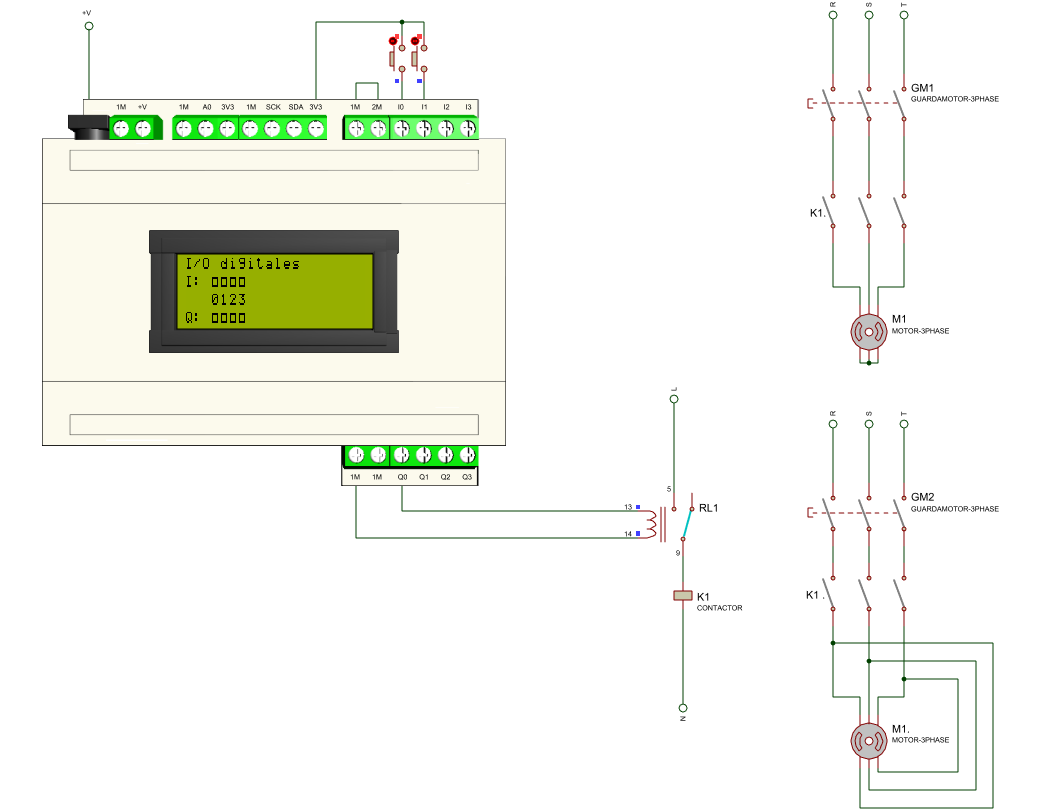 +V
1M +V 1M A0 3V3 1M SCK SDA 3V3 1M 2M I0 I1 I2 I3
I/O digitales
I: 0000
0123
Q: 0000
1M 1M Q0 Q1 Q2 Q3
13
14
L
5
RL1
9
K1
CONTACTOR
N
R S T
GM1
GUARDAMOTOR-3PHASE
K1.
M1
MOTOR-3PHASE
R S T
GM2
GUARDAMOTOR-3PHASE
K1 .
M1.
MOTOR-3PHASE